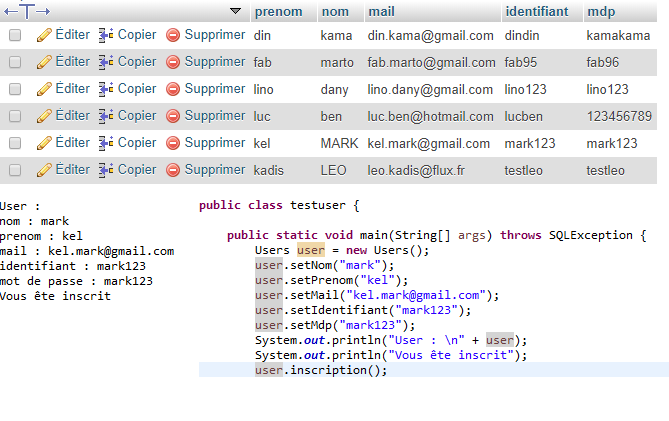 prenom nom mail identifiant mdp
Éditer Copier Supprimer din kama din.kama@gmail.com dindin kamakama
Éditer Copier Supprimer fab marto fab.marto@gmail.com fab95 fab96
Éditer Copier Supprimer lino dany lino.dany@gmail.com lino123 lino123
Éditer Copier Supprimer luc ben luc.ben@hotmail.com lucben 123456789
Éditer Copier Supprimer kel MARK kel.mark@gmail.com mark123 mark123
Éditer Copier Supprimer kadis LEO leo.kadis@flux.fr testleo testleo
User :
nom : mark
prenom : kel
mail : kel.mark@gmail.com
identifiant : mark123
mot de passe : mark123
Vous ête inscrit
public class testuser {
public static void main(String[] args) throws SQLException {
Users user = new Users();
user.setNom("mark");
user.setPrenom("kel");
user.setMail("kel.mark@gmail.com");
user.setIdentifiant("mark123");
user.setMdp("mark123");
System.out.println("User : \n" + user);
System.out.println("Vous ête inscrit");
user.inscription();